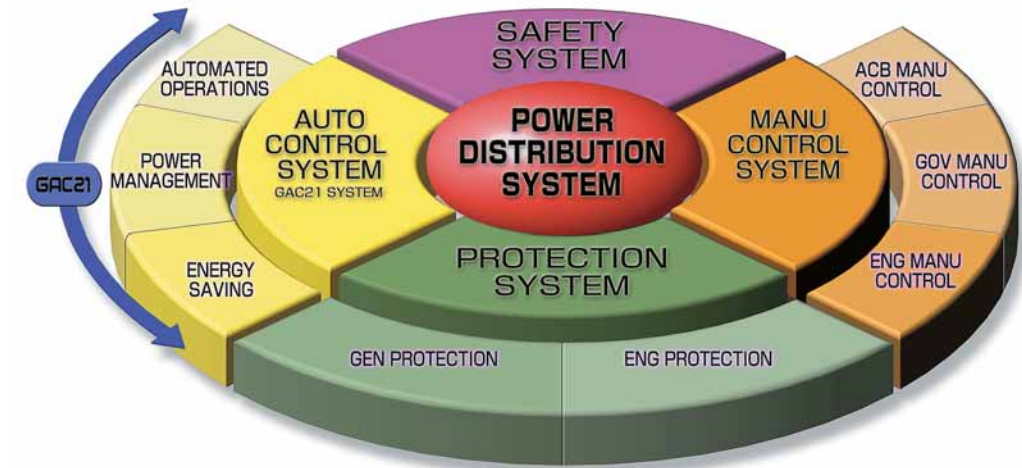 SAFETY
SYSTEM
POWER
DISTRIBUTION
SYSTEM
AUTO
CONTROL
SYSTEM
GAC21 SYSTEM
MANU
CONTROL
SYSTEM
PROTECTION
SYSTEM
AUTOMATED
OPERATIONS
POWER
MANAGEMENT
ENERGY
SAVING
GAC21
ACB MANU
CONTROL
GOV MANU
CONTROL
ENG MANU
CONTROL
GEN PROTECTION
ENG PROTECTION